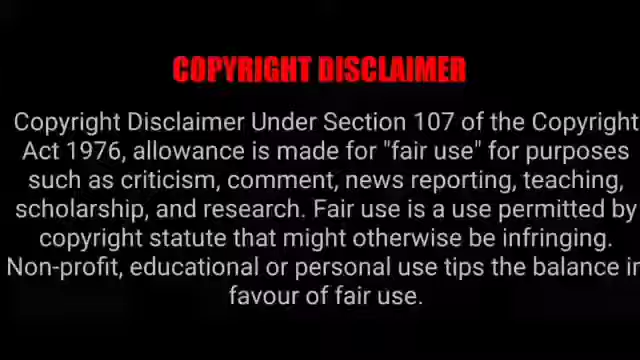 COPYRIGHT DISCLAIMER
Copyright Disclaimer Under Section 107 of the Copyright
Act 1976, allowance is made for "fair use" for purposes
such as criticism, comment, news reporting, teaching,
scholarship, and research. Fair use is a use permitted by
copyright statute that might otherwise be infringing.
Non-profit, educational or personal use tips the balance in
favour of fair use.